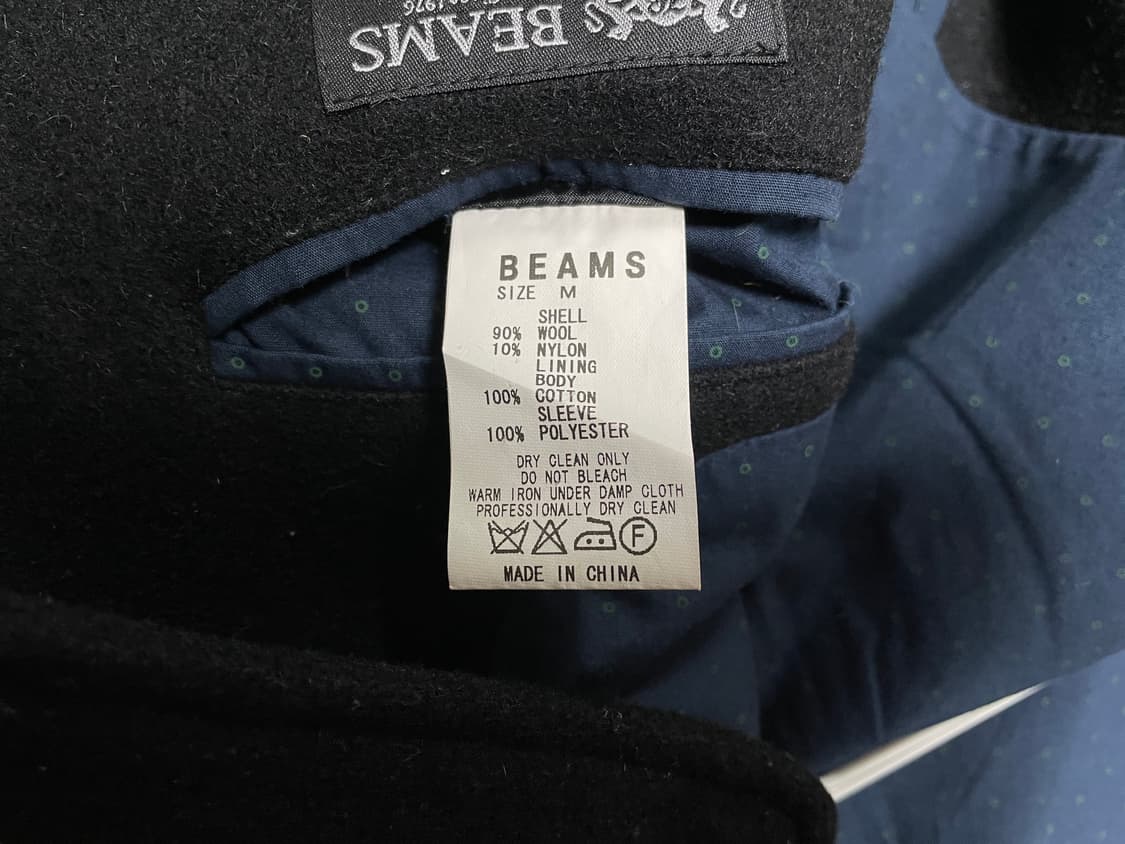 BEAMS
BEAMS
SIZE M
SHELL
90% WOOL
10% NYLON
LINING
BODY
100% COTTON
SLEEVE
100% POLYESTER
DRY CLEAN ONLY
DO NOT BLEACH
WARM IRON UNDER DAMP CLOTH
PROFESSIONALLY DRY CLEAN
F
MADE IN CHINA